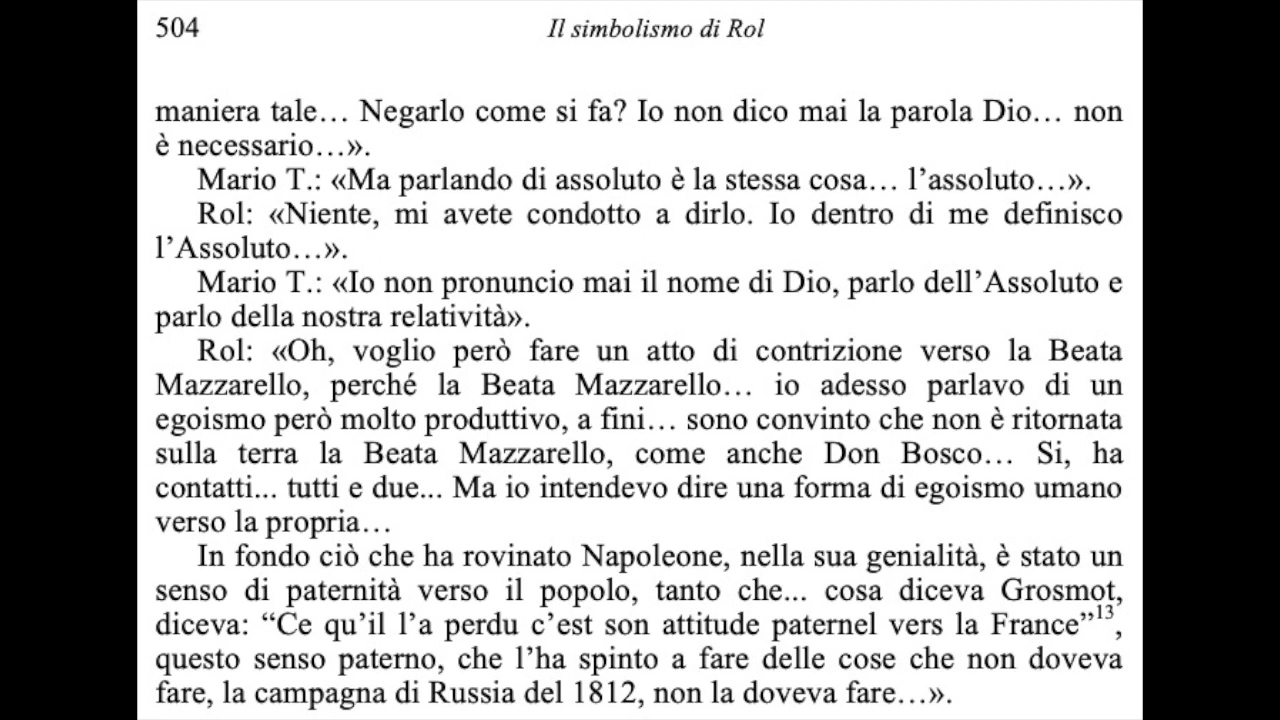 504 Il simbolismo di Rol
maniera tale… Negarlo come si fa? Io non dico mai la parola Dio… non
è necessario…».
Mario T.: «Ma parlando di assoluto è la stessa cosa… l’assoluto…».
Rol: «Niente, mi avete condotto a dirlo. Io dentro di me definisco
l’Assoluto…».
Mario T.: «Io non pronuncio mai il nome di Dio, parlo dell’Assoluto e
parlo della nostra relatività».
Rol: «Oh, voglio però fare un atto di contrizione verso la Beata
Mazzarello, perché la Beata Mazzarello… io adesso parlavo di un
egoismo però molto produttivo, a fini… sono convinto che non è ritornata
sulla terra la Beata Mazzarello, come anche Don Bosco… Si, ha
contatti... tutti e due... Ma io intendevo dire una forma di egoismo umano
verso la propria…
In fondo ciò che ha rovinato Napoleone, nella sua genialità, è stato un
senso di paternità verso il popolo, tanto che... cosa diceva Grosmot,
diceva: “Ce qu’il l’a perdu c’est son attitude paternel vers la France”¹³,
questo senso paterno, che l’ha spinto a fare delle cose che non doveva
fare, la campagna di Russia del 1812, non la doveva fare…».